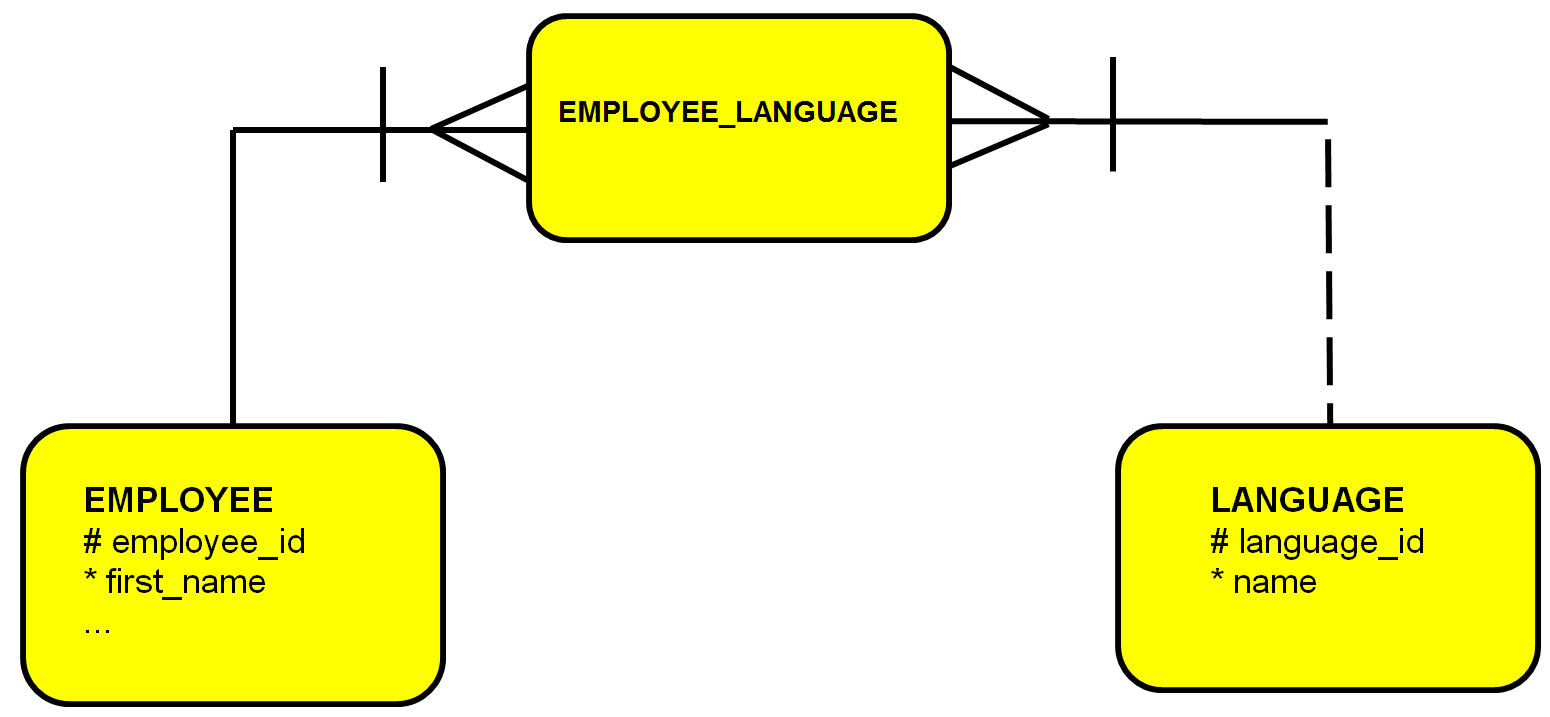 EMPLOYEE_LANGUAGE
EMPLOYEE
# employee_id
* first_name
...
LANGUAGE
# language_id
* name